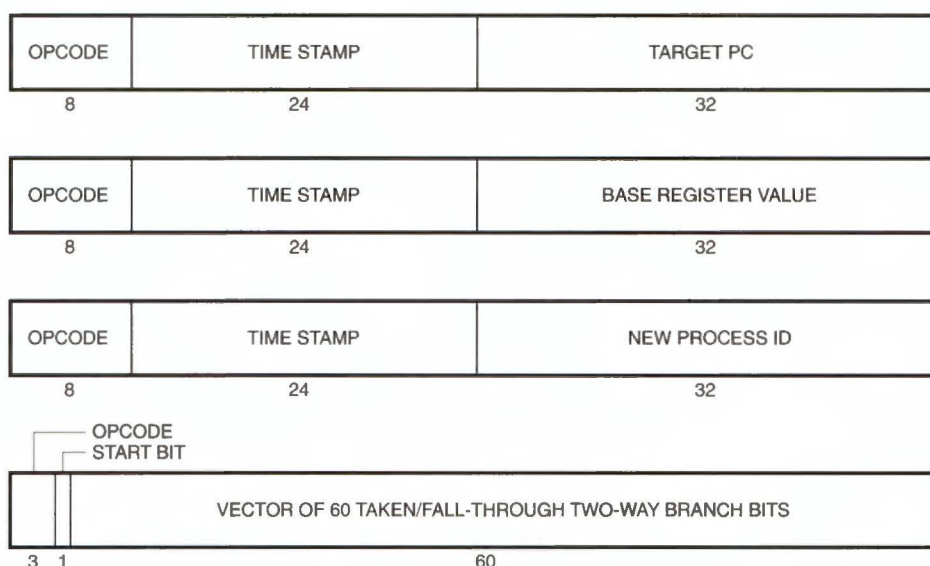 OPCODE TIME STAMP TARGET PC
8 24 32
OPCODE TIME STAMP BASE REGISTER VALUE
8 24 32
OPCODE TIME STAMP NEW PROCESS ID
8 24 32
OPCODE
START BIT
VECTOR OF 60 TAKEN/FALL-THROUGH TWO-WAY BRANCH BITS
3 1 60